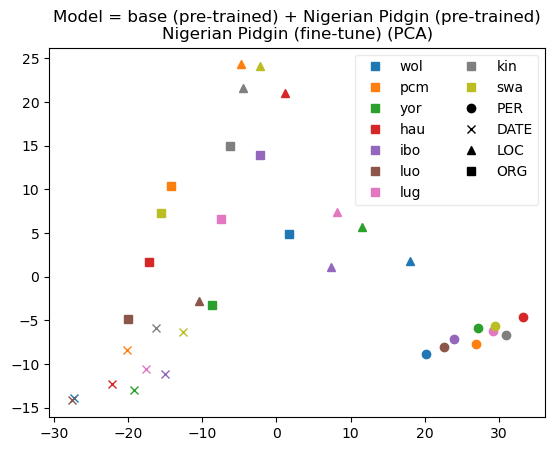 Model = base (pre-trained) + Nigerian Pidgin (pre-trained)
Nigerian Pidgin (fine-tune) (PCA)
25
20
15
10
5
0
−5
−10
−15
−30
−20
−10
0
10
20
30
wol
pcm
yor
hau
ibo
luo
lug
kin
swa
PER
DATE
LOC
ORG